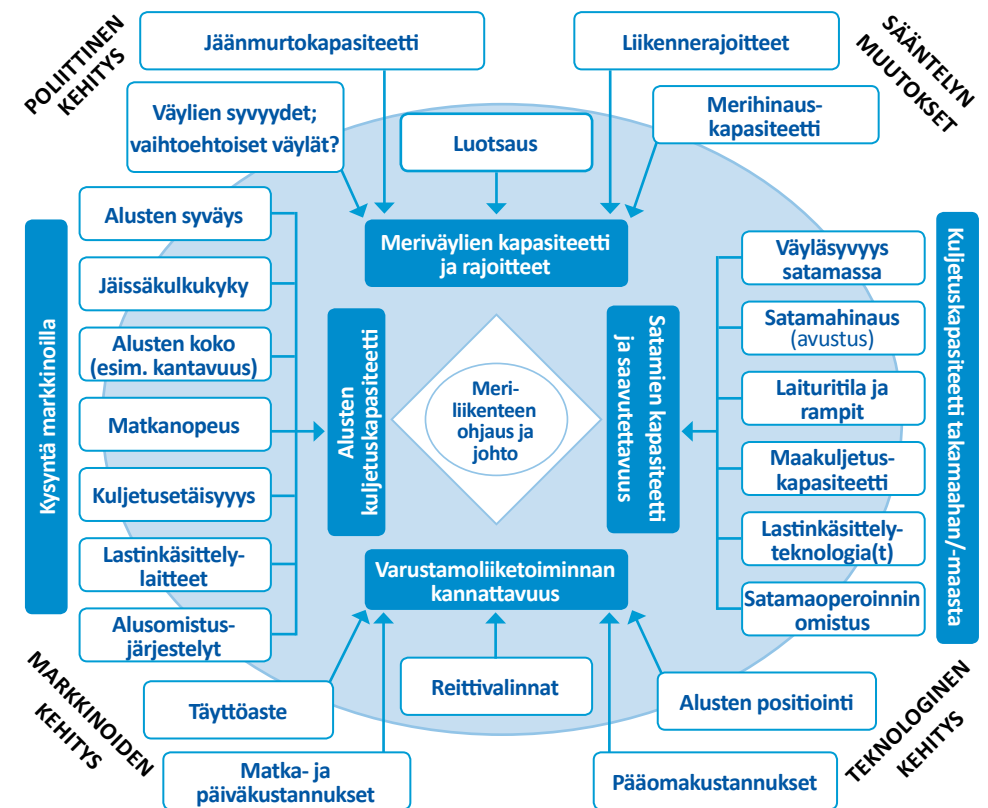 POLIITTINEN
KEHITYS
Jäänmurtokapasiteetti
Liikennerajoitteet
SÄÄNTELYN
MUUTOKSET
Väylien syvyydet;
vaihtoehtoiset väylät?
Luotsaus
Merihinaus-
kapasiteetti
Meriväylien kapasiteetti
ja rajoitteet
Kysyntä markkinoilla
Alusten syväys
Jäissäkulkukyky
Alusten koko
(esim. kantavuus)
Matkanopeus
Kuljetusetäisyyys
Lastinkäsittely-
laitteet
Alusomistus-
järjestelyt
Alusten
kuljetuskapasiteetti
Meri-
liikenteen
ohjaus ja
johto
Satamien kapasiteetti
ja saavutettavuus
Väyläsyvyys
satamassa
Satamahinaus
(avustus)
Laituritila ja
rampit
Maakuljetus-
kapasiteetti
Lastinkäsittely-
teknologia(t)
Satamaoperoinnin
omistus
Kuljetuskapasiteetti takamaahan/-maasta
Varustamoliiketoiminnan
kannattavuus
MARKKINOIDEN
KEHITYS
Täyttöaste
Reittivalinnat
Alusten positiointi
Matka- ja
päiväkustannukset
Pääomakustannukset
TEKNOLOGINEN
KEHITYS